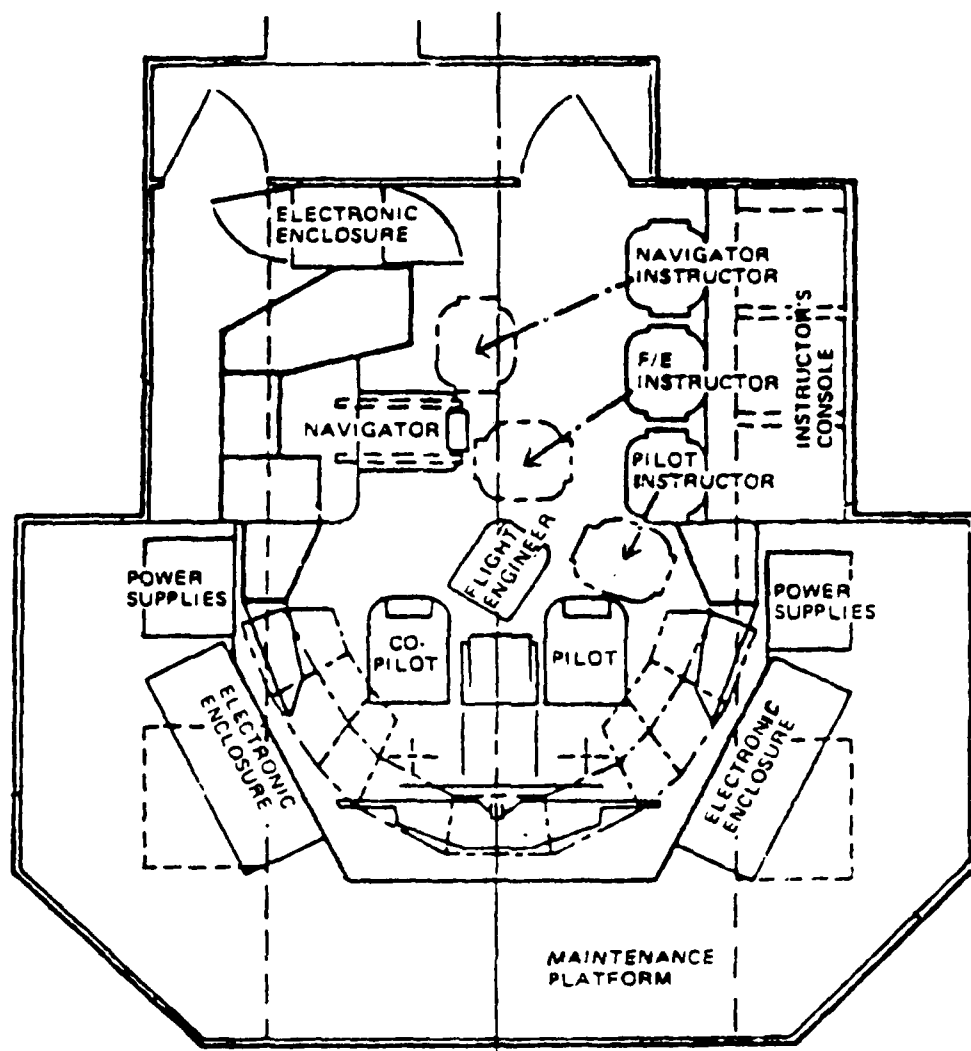 ELECTRONIC
ENCLOSURE
NAVIGATOR
INSTRUCTOR
F/E
INSTRUCTOR
INSTRUCTOR'S
CONSOLE
NAVIGATOR
PILOT
INSTRUCTOR
FLIGHT
ENGINEER
POWER
SUPPLIES
POWER
SUPPLIES
CO-
PILOT
PILOT
ELECTRONIC
ENCLOSURE
ELECTRONIC
ENCLOSURE
MAINTENANCE
PLATFORM